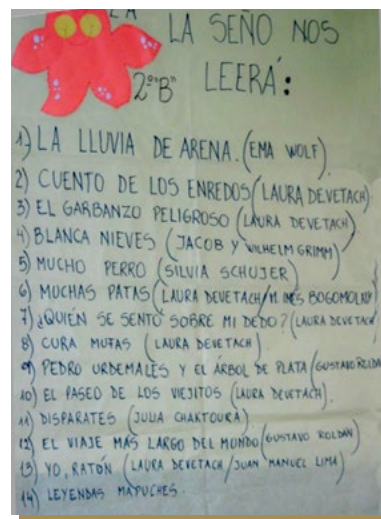 LA SEÑO NOS
2º "B" LEERÁ:
1) LA LLUVIA DE ARENA. (EMA WOLF)
2) CUENTO DE LOS ENREDOS (LAURA DEVETACH)
3) EL GARBANZO PELIGROSO (LAURA DEVETACH)
4) BLANCA NIEVES (JACOB Y WILHELM GRIMM)
5) MUCHO PERRO (SILVIA SCHUJER)
6) MUCHAS PATAS (LAURA DEVETACH/M. INÉS BOGOMOLNY)
7) ¿QUIÉN SE SENTÓ SOBRE MI DEDO? (LAURA DEVETACH
8) CURA MUFAS (LAURA DEVETACH)
9) PEDRO URDEMALES Y EL ÁRBOL DE PLATA (GUSTAVO ROLDÁN
10) EL PASEO DE LOS VIEJITOS (LAURA DEVETACH).
11) DISPARATES (JULIA CHAKTOURA)
12) EL VIAJE MÁS LARGO DEL MUNDO (GUSTAVO ROLDÁN)
13) YO, RATÓN (LAURA DEVETACH/JUAN MANUEL LIMA)
14) LEYENDAS MAPUCHES.